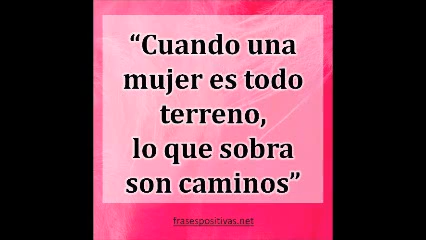 “Cuando una
mujer es todo
terreno,
lo que sobra
son caminos”
frasespositivas.net